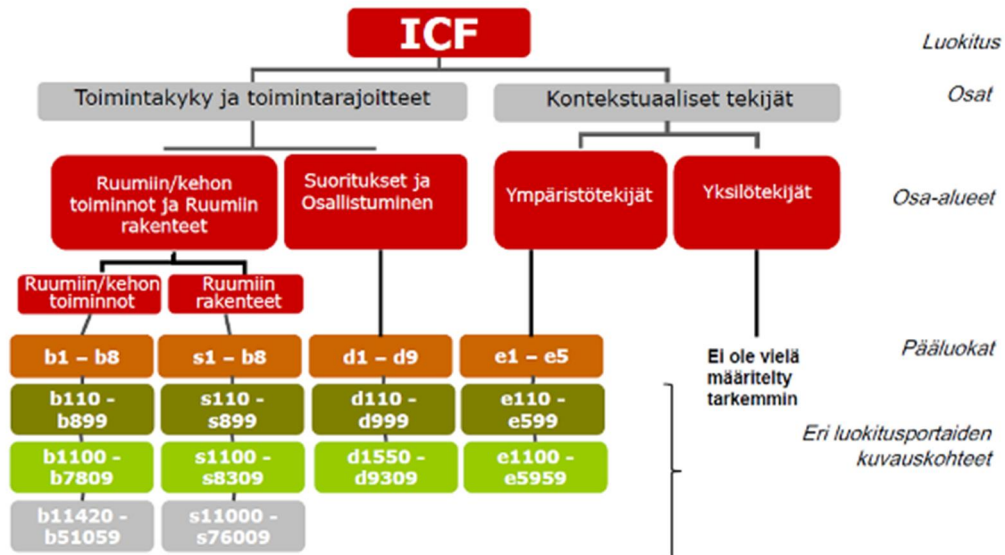 ICF
Luokitus
Toimintakyky ja toimintarajoitteet
Kontekstuaaliset tekijät
Osat
Ruumiin/kehon
toiminnot ja Ruumiin
rakenteet
Suoritukset ja
Osallistuminen
Ympäristötekijät
Yksilötekijät
Osa-alueet
Ruumiin/kehon
toiminnot
Ruumiin
rakenteet
b1 – b8
s1 – b8
d1 – d9
e1 – e5
Ei ole vielä
määritelty
tarkemmin
Pääluokat
b110 -
b899
s110 -
s899
d110 -
d999
e110 -
e599
Eri luokitusportaiden
kuvauskohteet
b1100 -
b7809
s1100 -
s8309
d1550 -
d9309
e1100 -
e5959
b11420 –
b51059
s11000 -
s76009